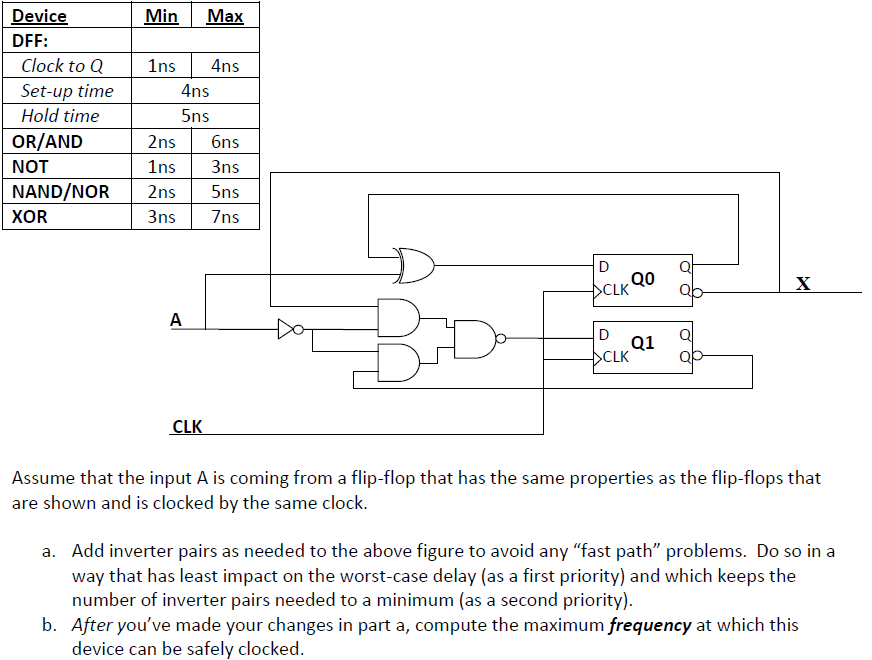 Device Min Max
DFF:
Clock to Q 1ns 4ns
Set-up time 4ns
Hold time 5ns
OR/AND 2ns 6ns
NOT 1ns 3ns
NAND/NOR 2ns 5ns
XOR 3ns 7ns
D Q
Q0
CLK Q
X
A
D Q
Q1
CLK Q
CLK
Assume that the input A is coming from a flip-flop that has the same properties as the flip-flops that
are shown and is clocked by the same clock.
a. Add inverter pairs as needed to the above figure to avoid any “fast path” problems. Do so in a
way that has least impact on the worst-case delay (as a first priority) and which keeps the
number of inverter pairs needed to a minimum (as a second priority).
b. After you’ve made your changes in part a, compute the maximum frequency at which this
device can be safely clocked.